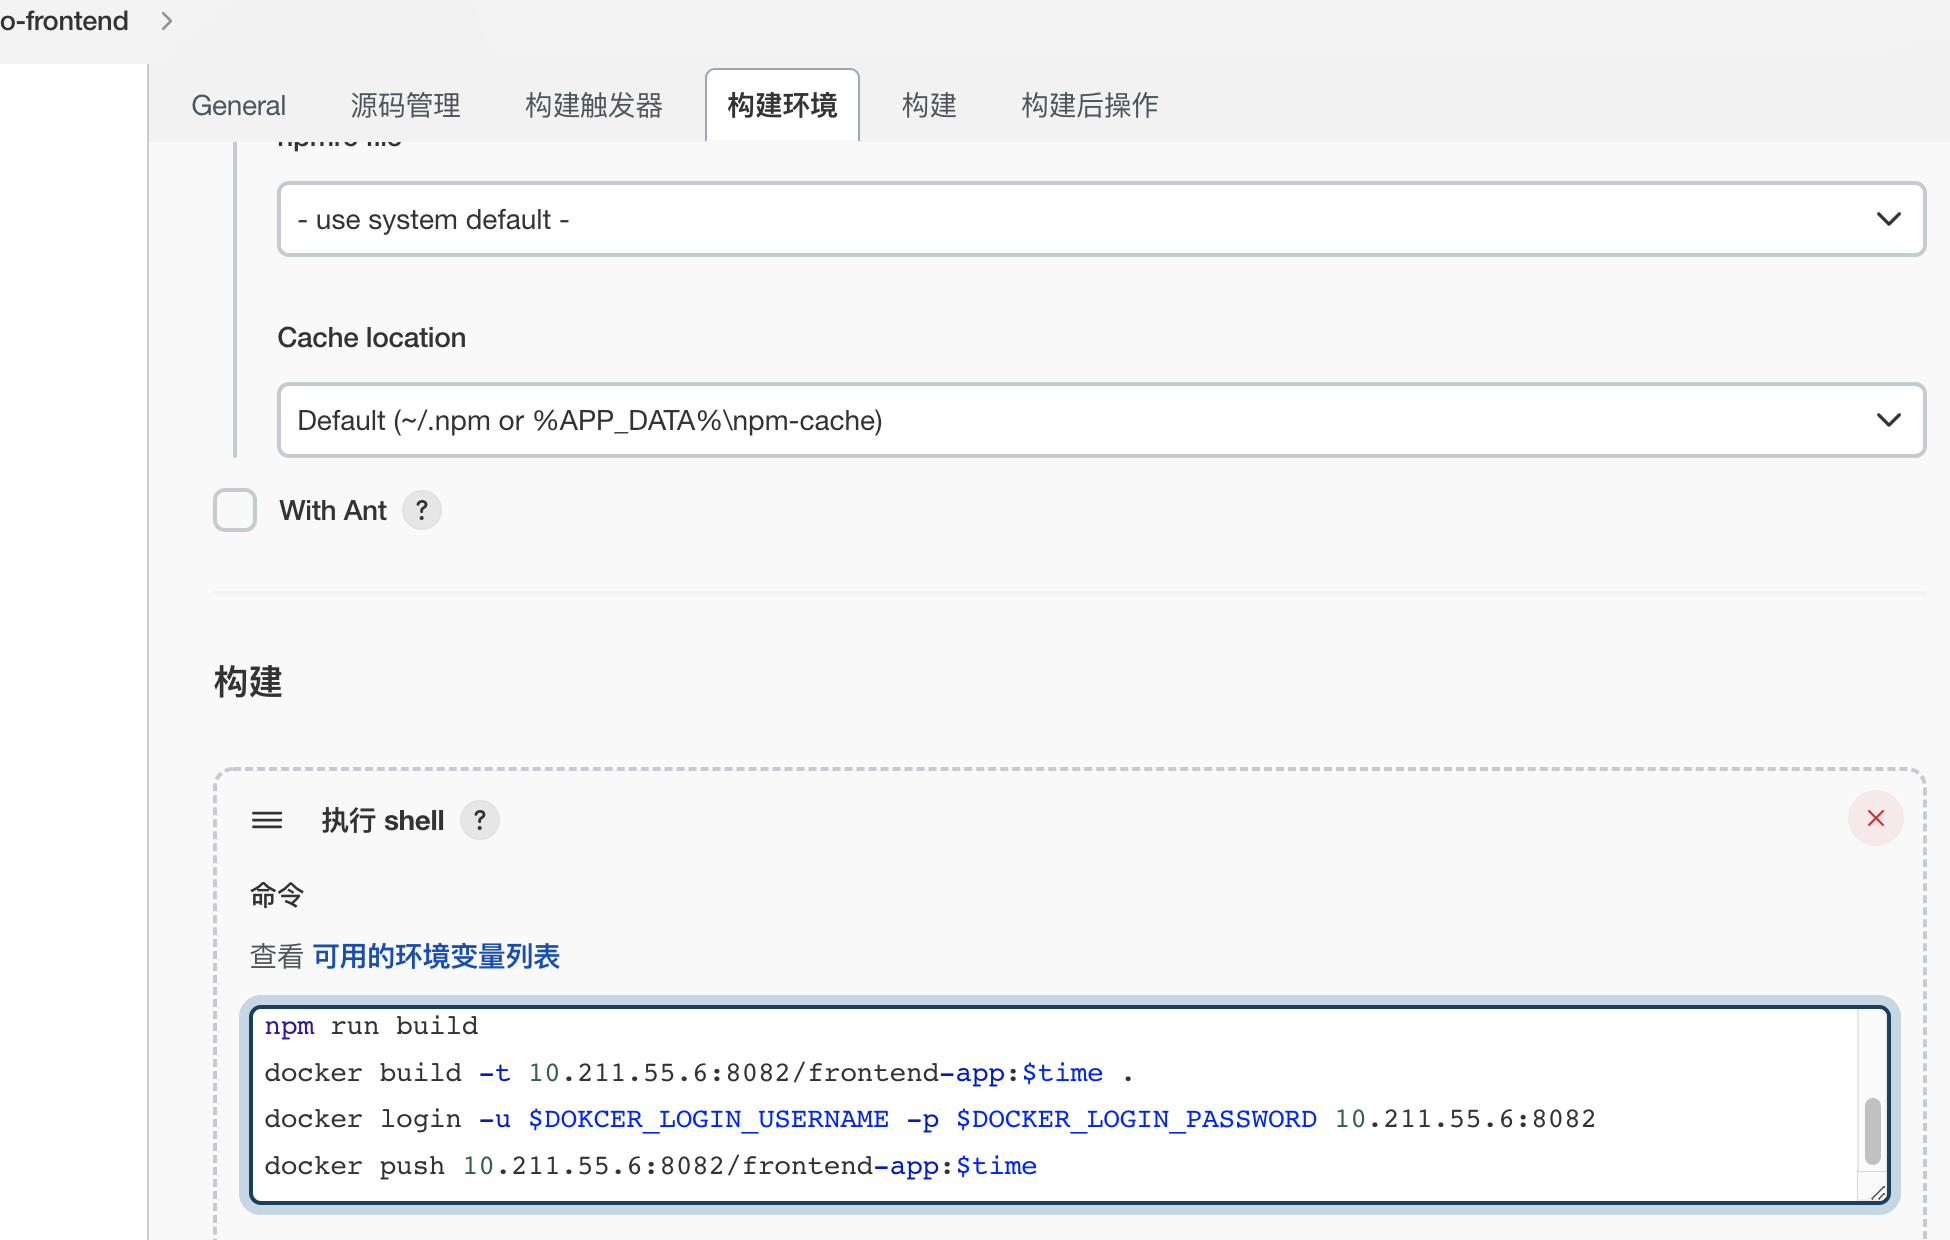 o-frontend
General 源码管理 构建触发器 构建环境 构建 构建后操作
npmrc file
- use system default -
Cache location
Default (~/.npm or %APP_DATA%\npm-cache)
With Ant ?
构建
执行 shell ?
命令
查看 可用的环境变量列表
npm run build
docker build -t 10.211.55.6:8082/frontend-app:$time .
docker login -u $DOKCER_LOGIN_USERNAME -p $DOCKER_LOGIN_PASSWORD 10.211.55.6:8082
docker push 10.211.55.6:8082/frontend-app:$time